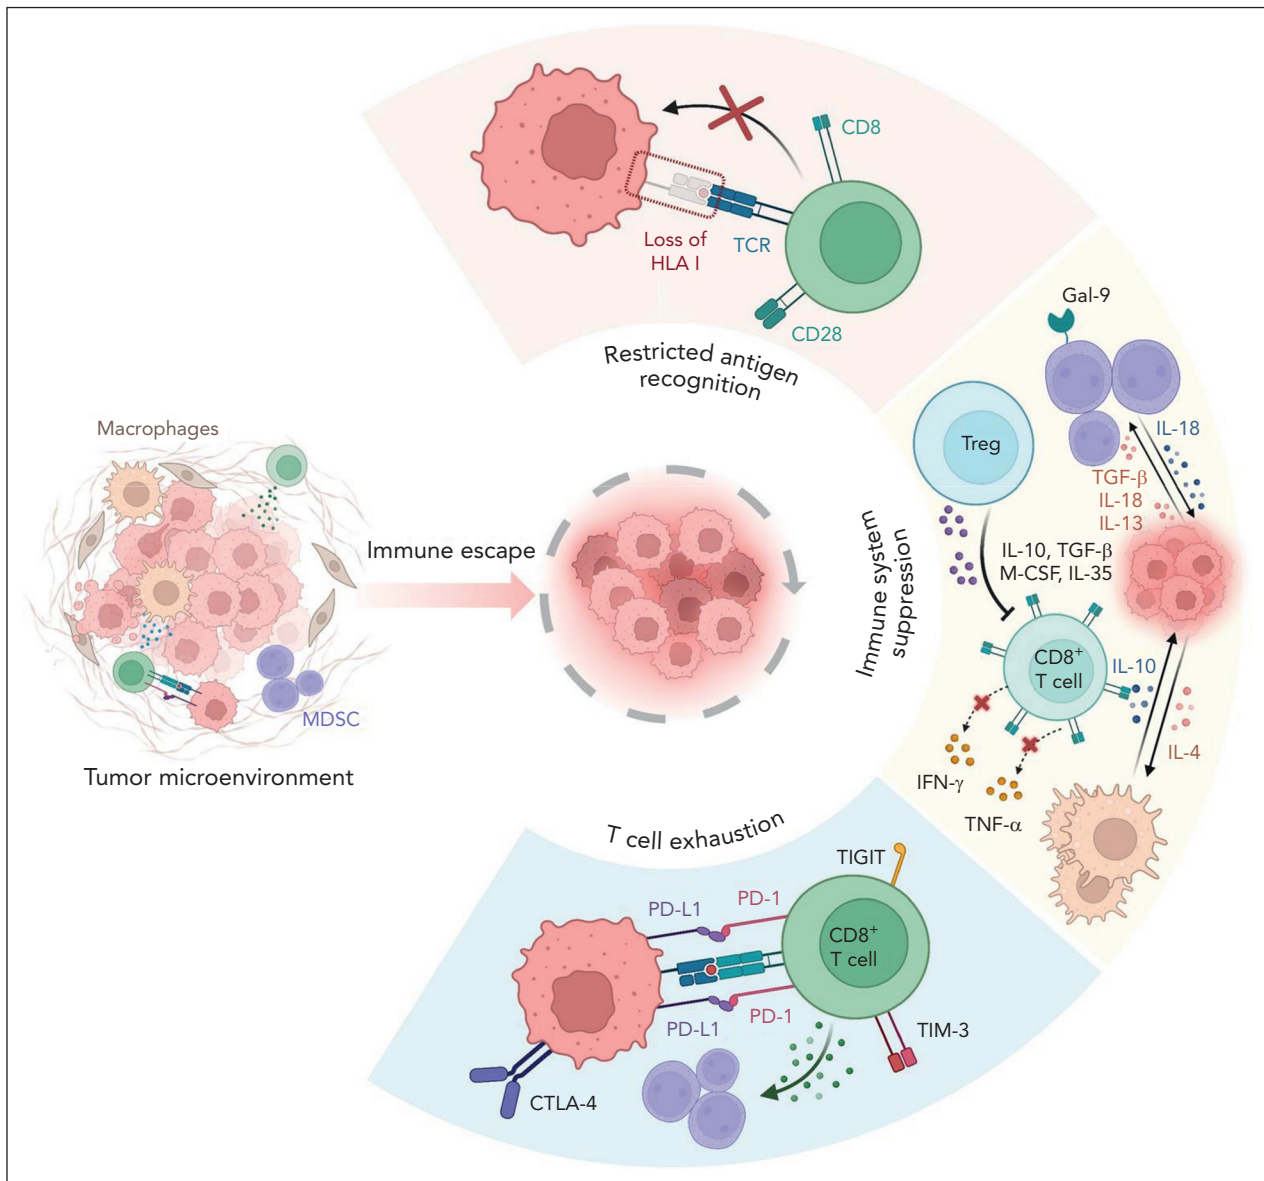 CD8
Loss of
HLA I
TCR
CD28
Restricted antigen
recognition
Macrophages
MDSC
Tumor microenvironment
Immune escape
Gal-9
Treg
IL-18
TGF-β
IL-18
IL-13
IL-10, TGF-β
M-CSF, IL-35
Immune system
suppression
CD8+
T cell
IL-10
IL-4
IFN-γ
TNF-α
T cell exhaustion
TIGIT
PD-L1
PD-1
CD8+
T cell
PD-L1
PD-1
TIM-3
CTLA-4